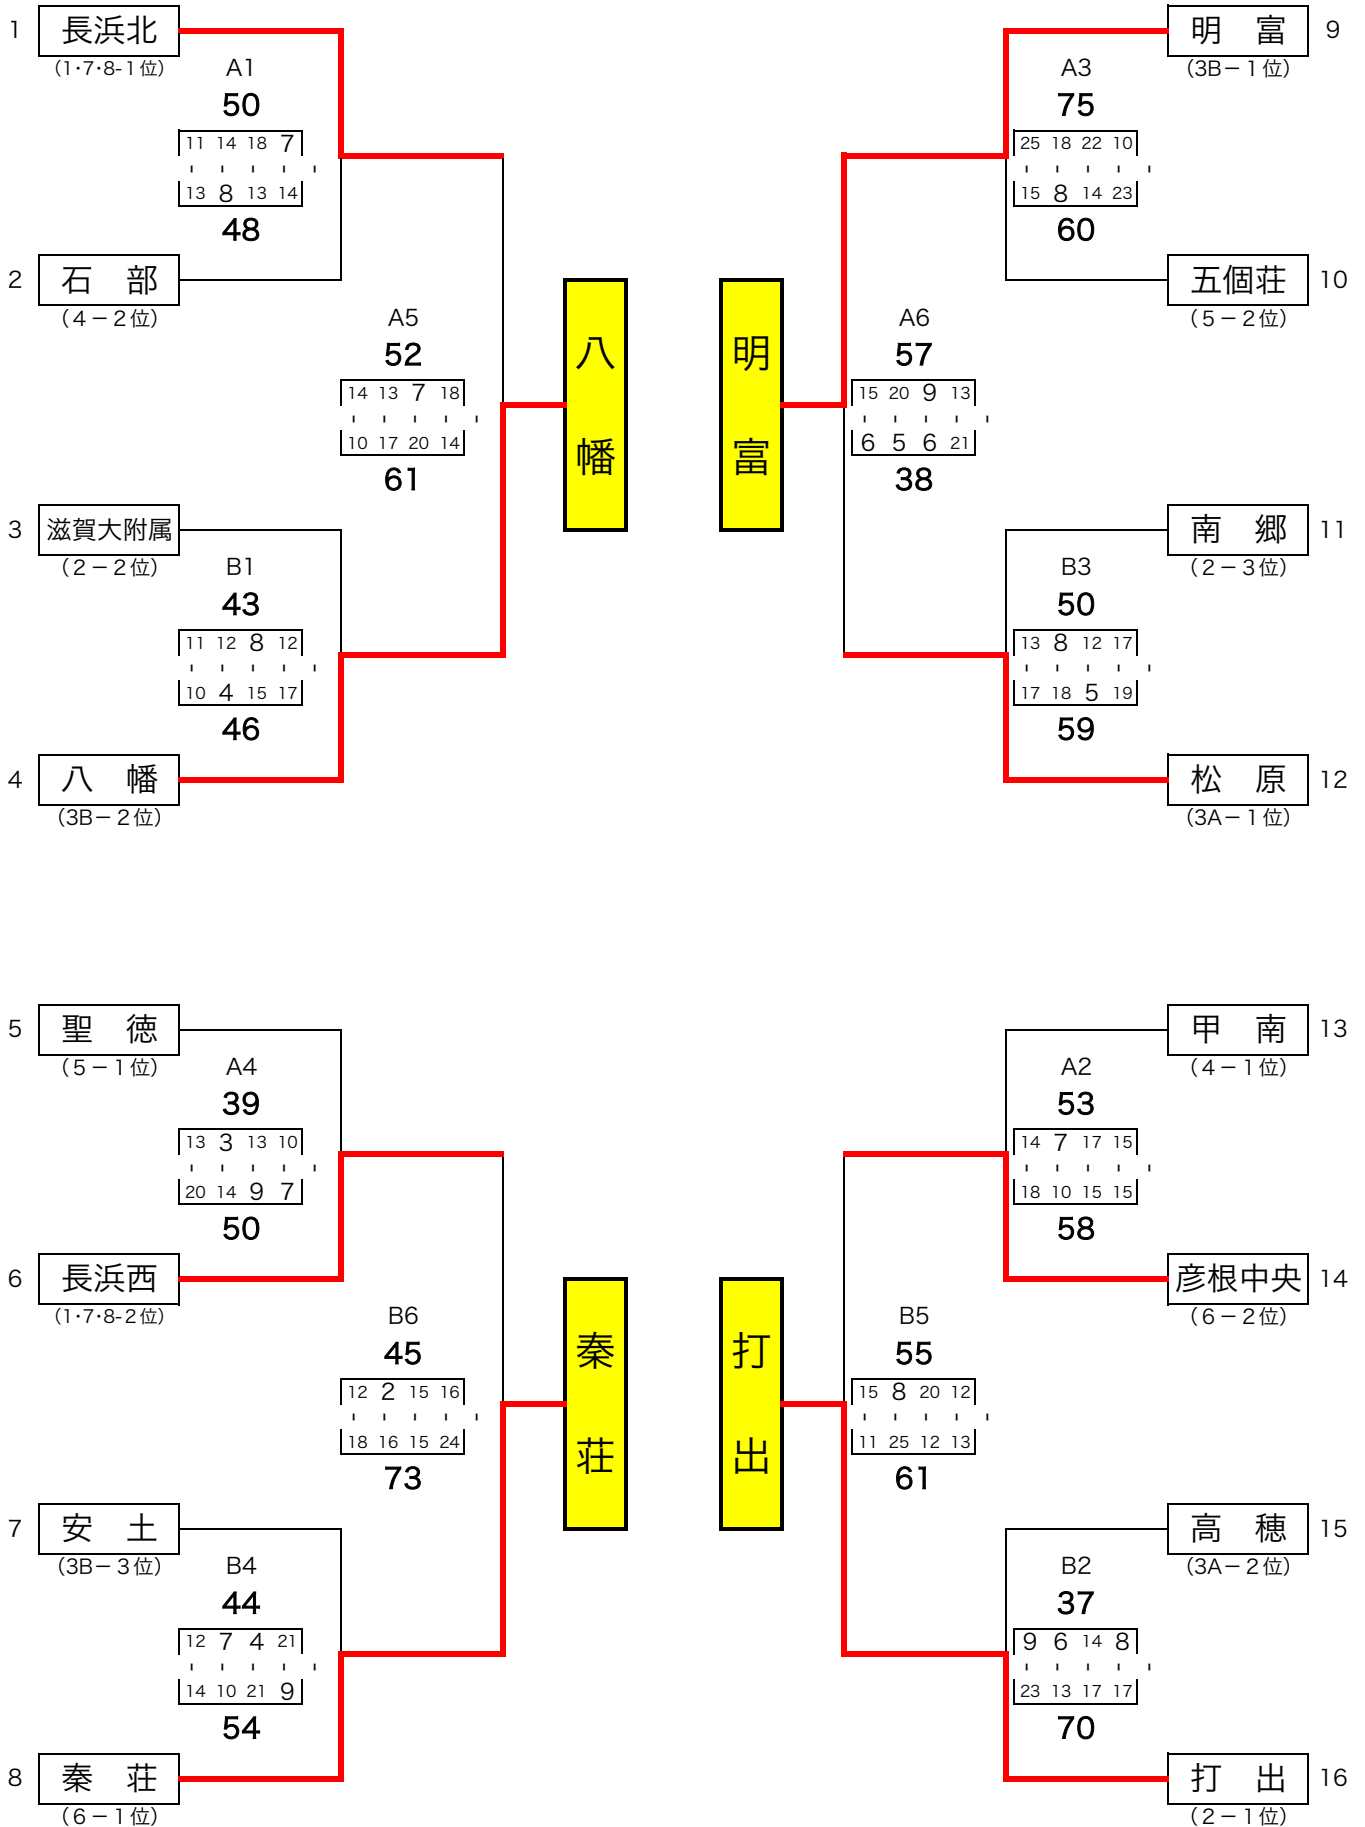 1 長浜北
(1・7・8-1位)
A1
50
11 14 18 7
13 8 13 14
48
2 石　部
(4－2位)
A5
52
14 13 7 18
10 17 20 14
61
3 滋賀大附属
(2－2位)
B1
43
11 12 8 12
10 4 15 17
46
4 八　幡
(3B－2位)
八幡
明　富 9
(3B－1位)
A3
75
25 18 22 10
15 8 14 23
60
五個荘 10
(5－2位)
A6
57
15 20 9 13
6 5 6 21
38
南　郷 11
(2－3位)
B3
50
13 8 12 17
17 18 5 19
59
松　原 12
(3A－1位)
明富
5 聖　徳
(5－1位)
A4
39
13 3 13 10
20 14 9 7
50
6 長浜西
(1・7・8-2位)
B6
45
12 2 15 16
18 16 15 24
73
7 安　土
(3B－3位)
B4
44
12 7 4 21
14 10 21 9
54
8 秦　荘
(6－1位)
秦荘
甲　南 13
(4－1位)
A2
53
14 7 17 15
18 10 15 15
58
彦根中央 14
(6－2位)
B5
55
15 8 20 12
11 25 12 13
61
高　穂 15
(3A－2位)
B2
37
9 6 14 8
23 13 17 17
70
打　出 16
(2－1位)
打出